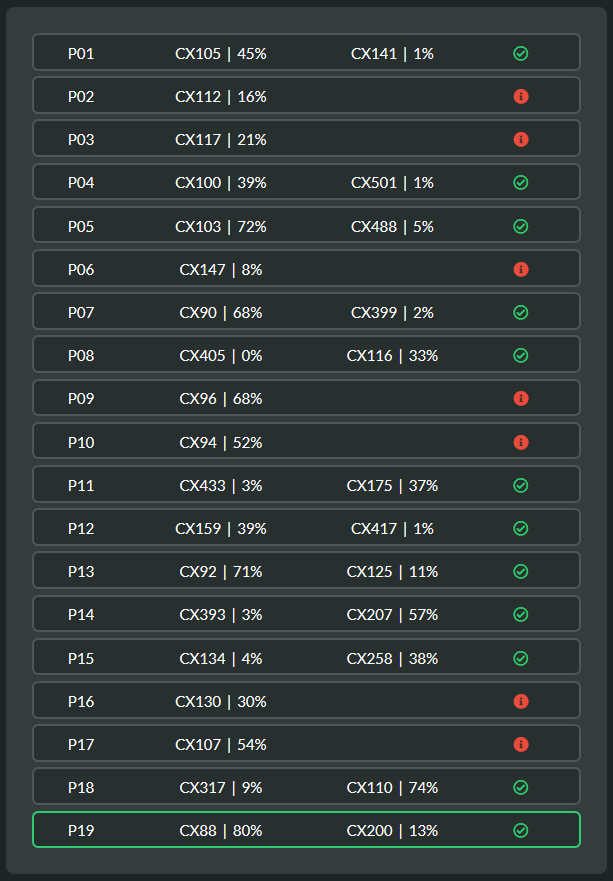 P01 CX105 | 45% CX141 | 1%
P02 CX112 | 16%
P03 CX117 | 21%
P04 CX100 | 39% CX501 | 1%
P05 CX103 | 72% CX488 | 5%
P06 CX147 | 8%
P07 CX90 | 68% CX399 | 2%
P08 CX405 | 0% CX116 | 33%
P09 CX96 | 68%
P10 CX94 | 52%
P11 CX433 | 3% CX175 | 37%
P12 CX159 | 39% CX417 | 1%
P13 CX92 | 71% CX125 | 11%
P14 CX393 | 3% CX207 | 57%
P15 CX134 | 4% CX258 | 38%
P16 CX130 | 30%
P17 CX107 | 54%
P18 CX317 | 9% CX110 | 74%
P19 CX88 | 80% CX200 | 13%